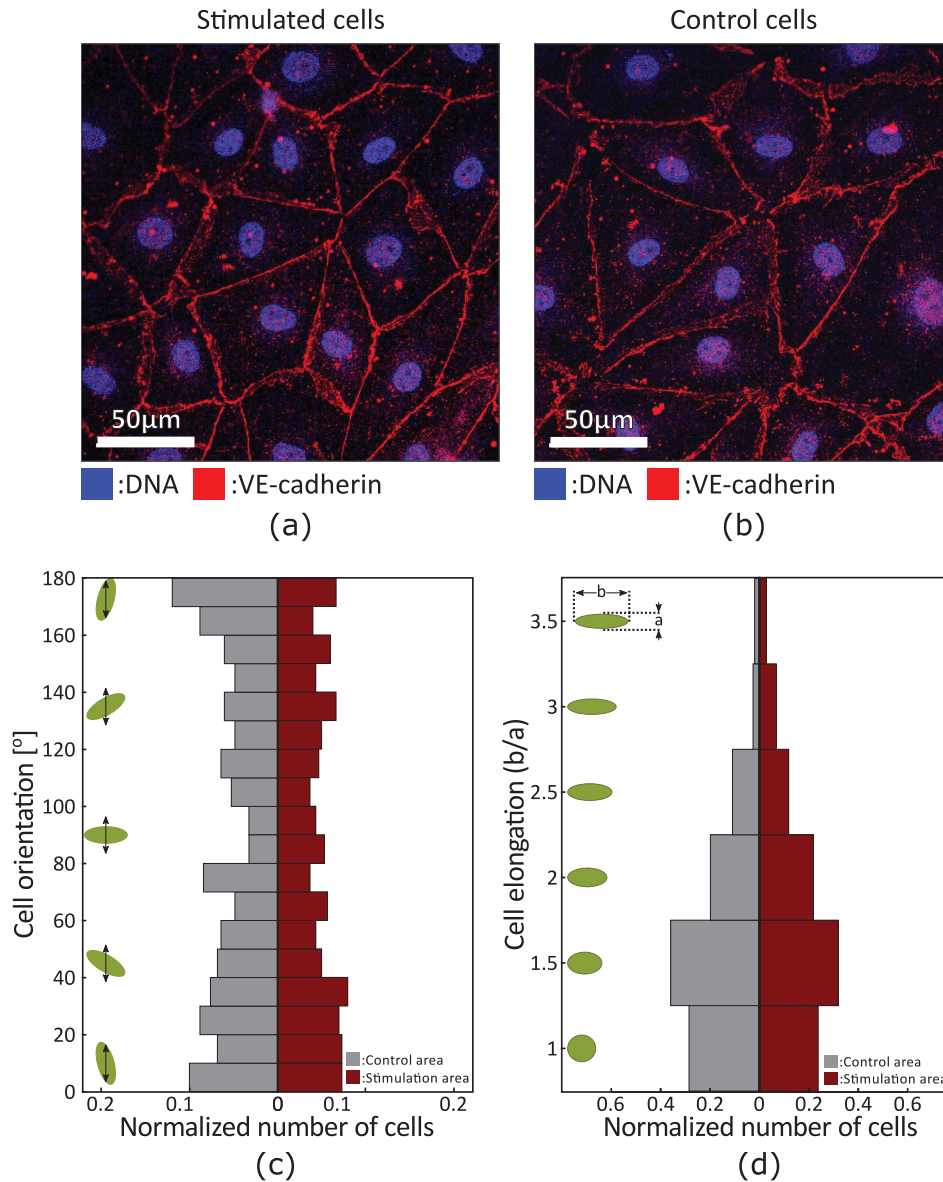 Stimulated cells
Control cells
50µm
50µm
:DNA :VE-cadherin
:DNA :VE-cadherin
(a)
(b)
180
160
140
120
100
80
60
40
20
0
Cell orientation [º]
:Control area
:Stimulation area
0.2 0.1 0 0.1 0.2
Normalized number of cells
(c)
b
a
3.5
3
2.5
2
1.5
1
Cell elongation (b/a)
:Control area
:Stimulation area
0.6 0.4 0.2 0 0.2 0.4 0.6
Normalized number of cells
(d)